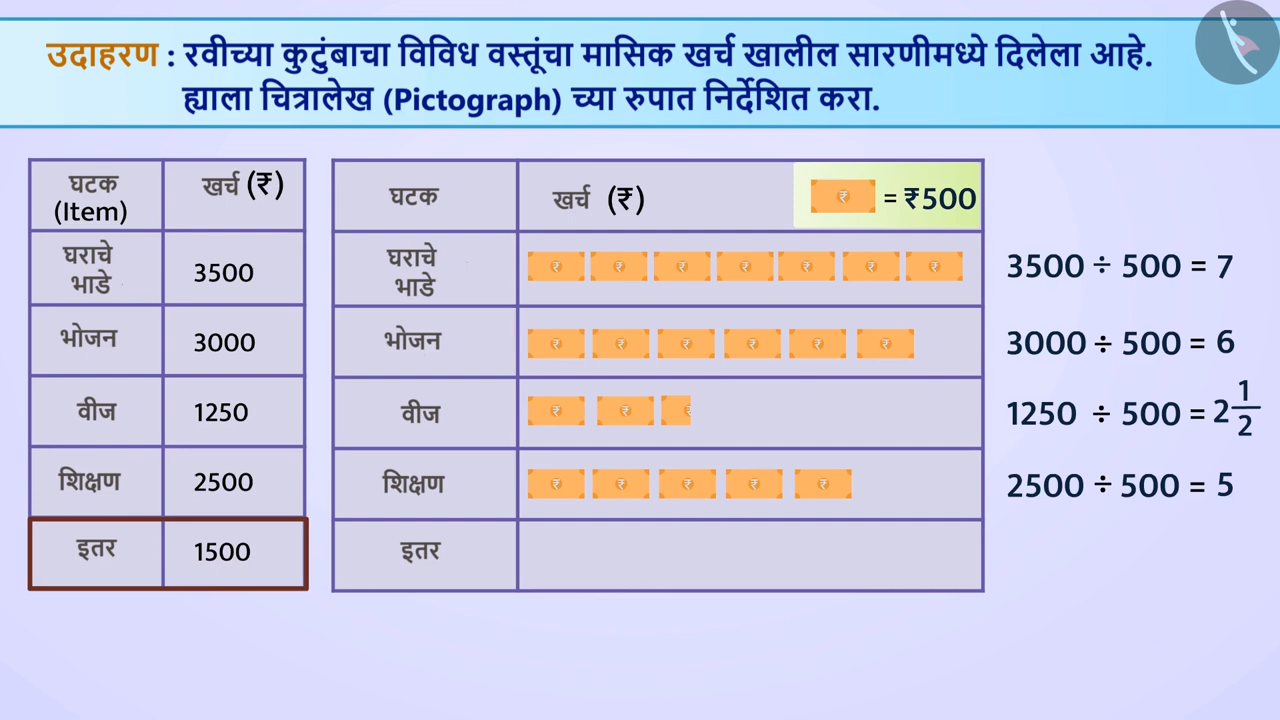 उदाहरण : रवीच्या कुटुंबाचा विविध वस्तूंचा मासिक खर्च खालील सारणीमध्ये दिलेला आहे.
ह्याला चित्रालेख (Pictograph) च्या रुपात निर्देशित करा.
घटक (Item) खर्च (₹)
घराचे भाडे 3500
भोजन 3000
वीज 1250
शिक्षण 2500
इतर 1500
घटक खर्च (₹) ₹ = ₹500
घराचे भाडे ₹ ₹ ₹ ₹ ₹ ₹ ₹ 3500 ÷ 500 = 7
भोजन ₹ ₹ ₹ ₹ ₹ ₹ 3000 ÷ 500 = 6
वीज ₹ ₹ ₹ 1250 ÷ 500 = 2 1/2
शिक्षण ₹ ₹ ₹ ₹ ₹ 2500 ÷ 500 = 5
इतर